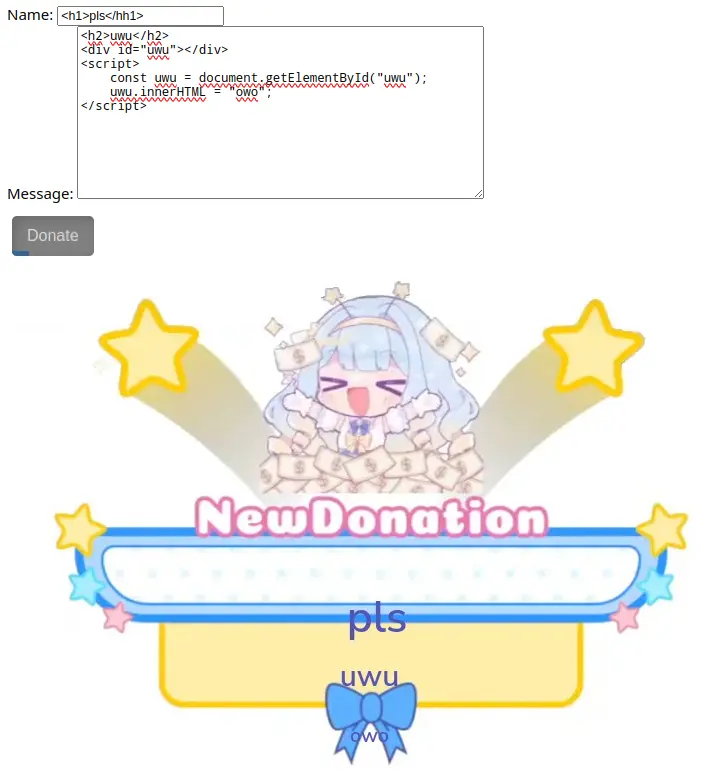 Name: <h1>pls</hh1>
<h2>uwu</h2>
<div id="uwu"></div>
<script>
    const uwu = document.getElementById("uwu");
    uwu.innerHTML = "owo";
</script>
Message:
Donate
$ $
$ $ $ $ $
NewDonation
pls
uwu
owo